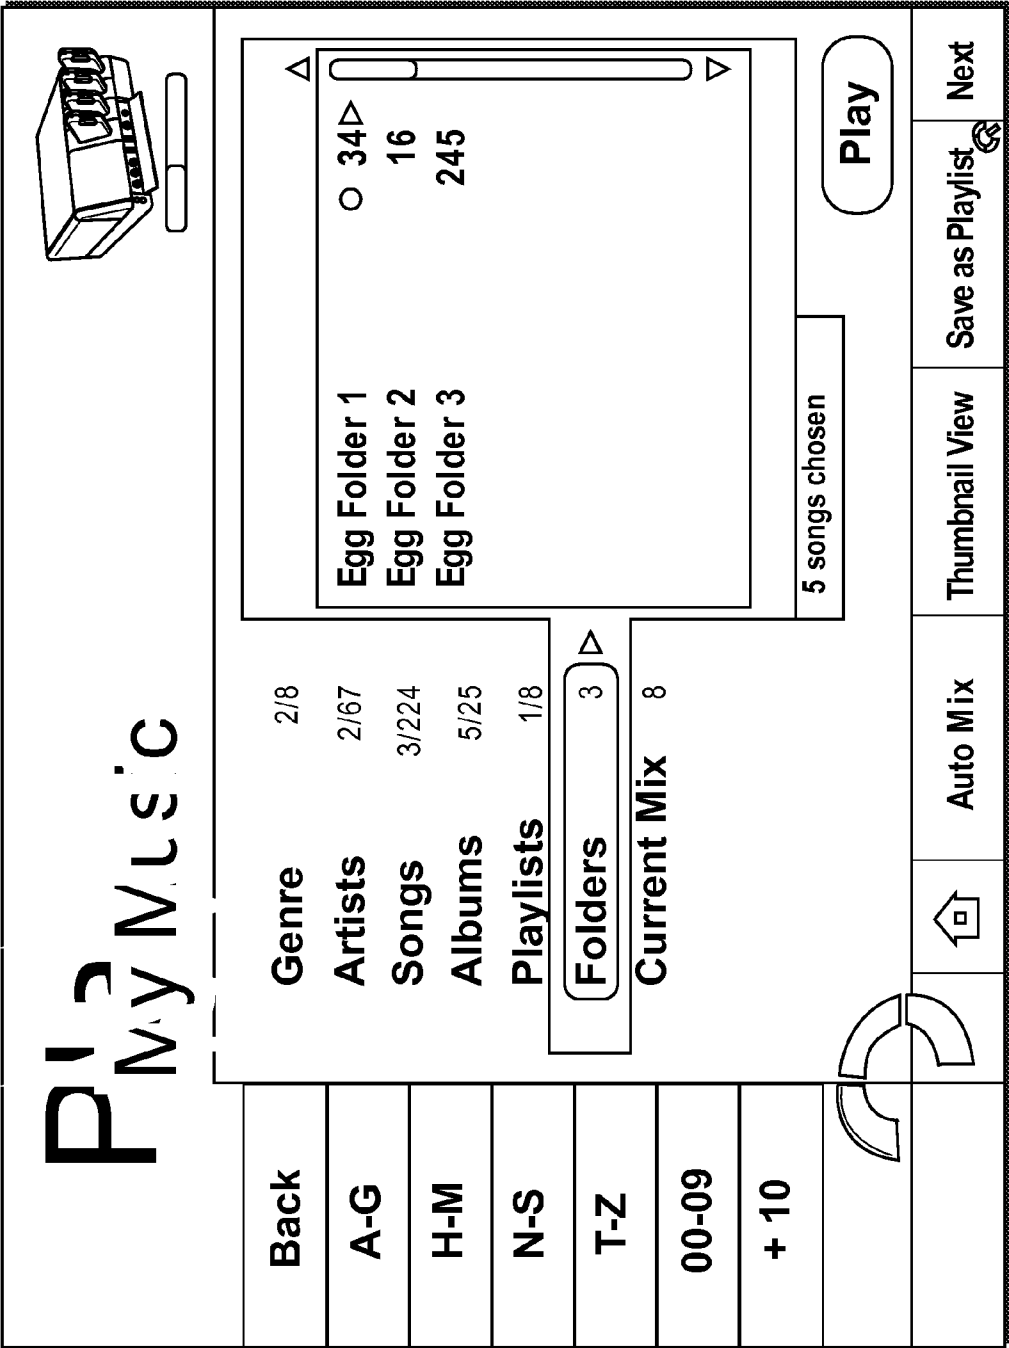 My Music
Back
A-G
H-M
N-S
T-Z
00-09
+ 10
Genre 2/8
Artists 2/67
Songs 3/224
Albums 5/25
Playlists 1/8
Folders 3
Current Mix 8
Egg Folder 1 34
Egg Folder 2 16
Egg Folder 3 245
5 songs chosen
Play
Auto Mix
Thumbnail View
Save as Playlist
Next